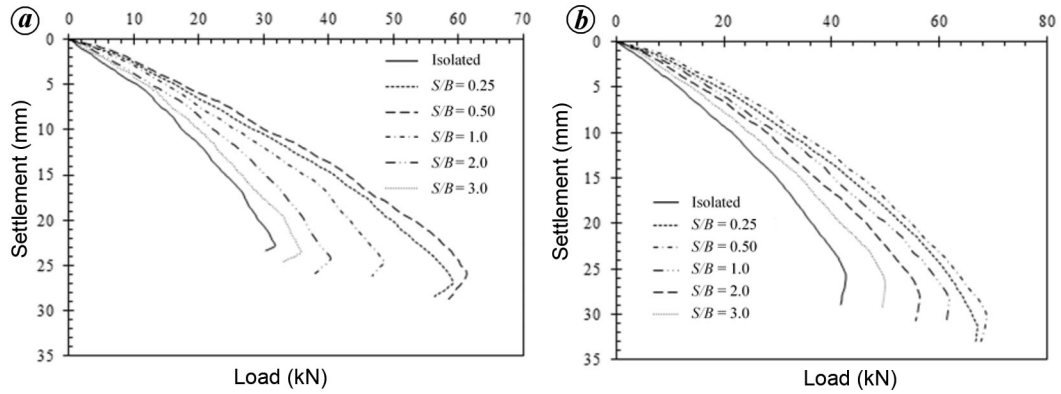 a
0 10 20 30 40 50 60 70
0
5
10
15
20
25
30
35
Settlement (mm)
Load (kN)
Isolated
S/B = 0.25
S/B = 0.50
S/B = 1.0
S/B = 2.0
S/B = 3.0
b
0 20 40 60 80
0
5
10
15
20
25
30
35
Settlement (mm)
Load (kN)
Isolated
S/B = 0.25
S/B = 0.50
S/B = 1.0
S/B = 2.0
S/B = 3.0